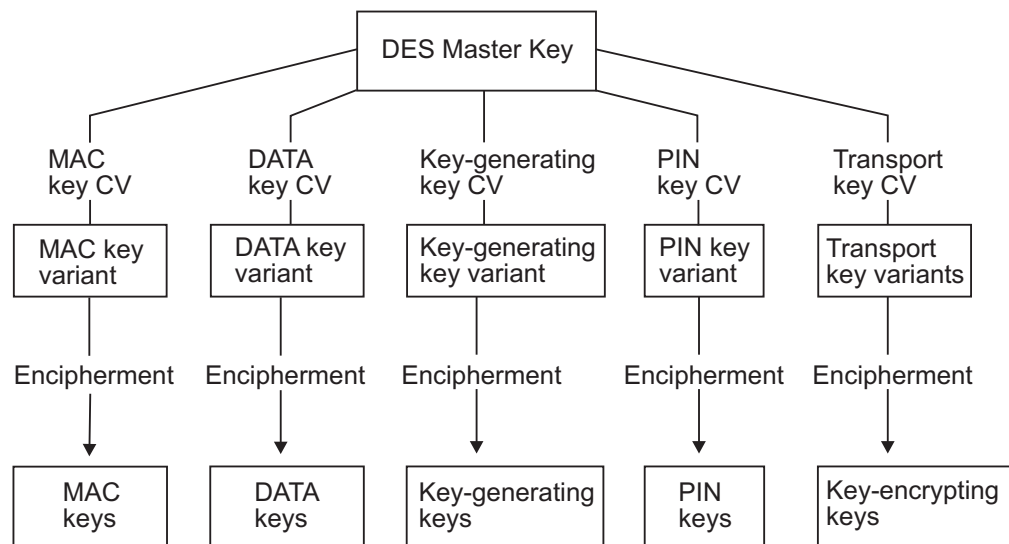 DES Master Key
MAC
key CV
DATA
key CV
Key-generating
key CV
PIN
key CV
Transport
key CV
MAC key
variant
DATA key
variant
Key-generating
key variant
PIN key
variant
Transport
key variants
Encipherment
Encipherment
Encipherment
Encipherment
Encipherment
MAC
keys
DATA
keys
Key-generating
keys
PIN
keys
Key-encrypting
keys